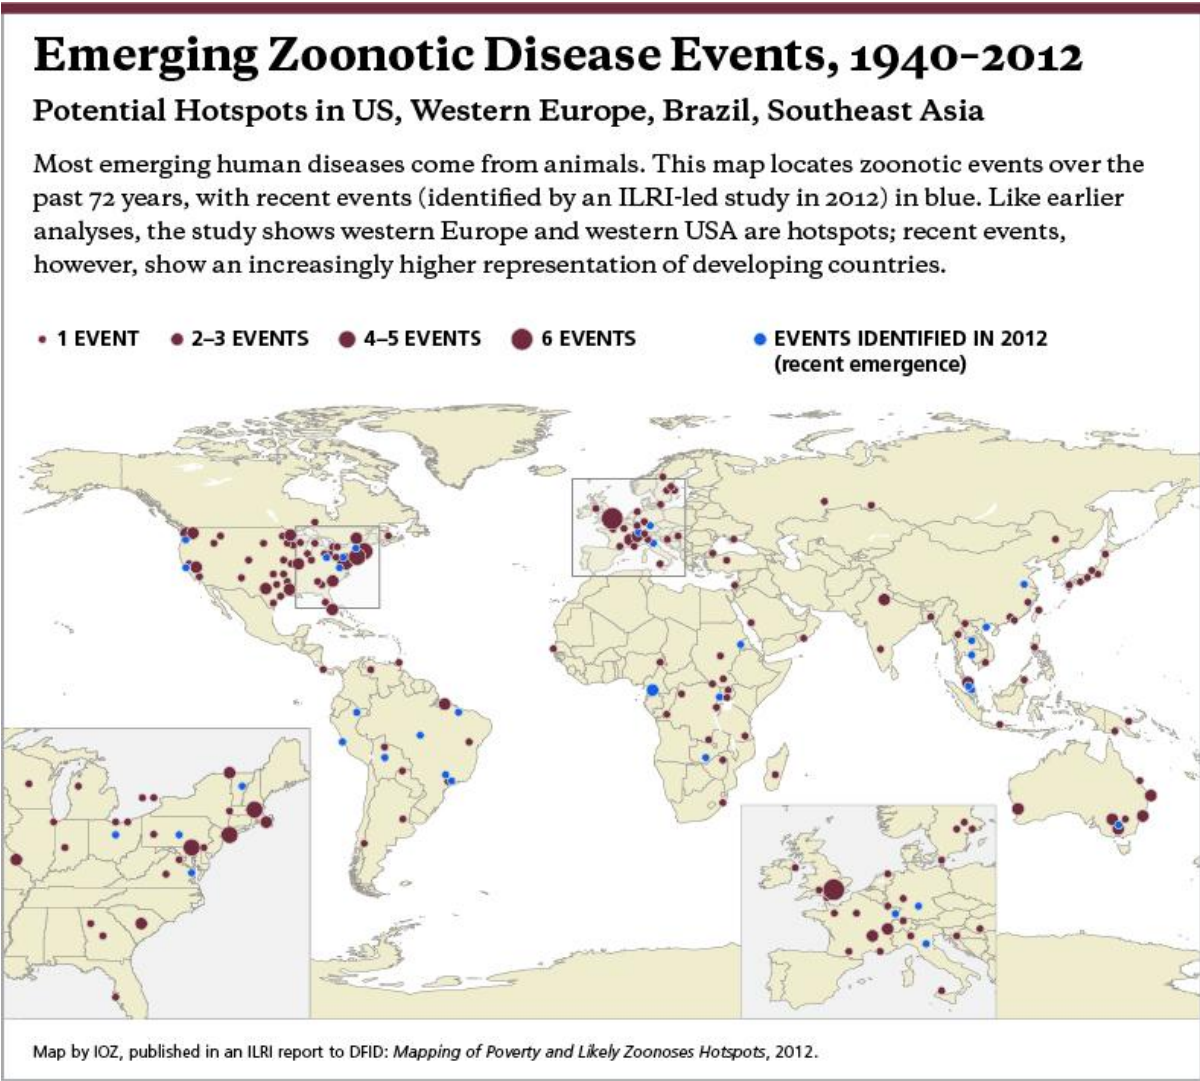 Emerging Zoonotic Disease Events, 1940–2012
Potential Hotspots in US, Western Europe, Brazil, Southeast Asia
Most emerging human diseases come from animals. This map locates zoonotic events over the
past 72 years, with recent events (identified by an ILRI-led study in 2012) in blue. Like earlier
analyses, the study shows western Europe and western USA are hotspots; recent events,
however, show an increasingly higher representation of developing countries.
1 EVENT
2–3 EVENTS
4–5 EVENTS
6 EVENTS
EVENTS IDENTIFIED IN 2012
(recent emergence)
Map by IOZ, published in an ILRI report to DFID: Mapping of Poverty and Likely Zoonoses Hotspots, 2012.